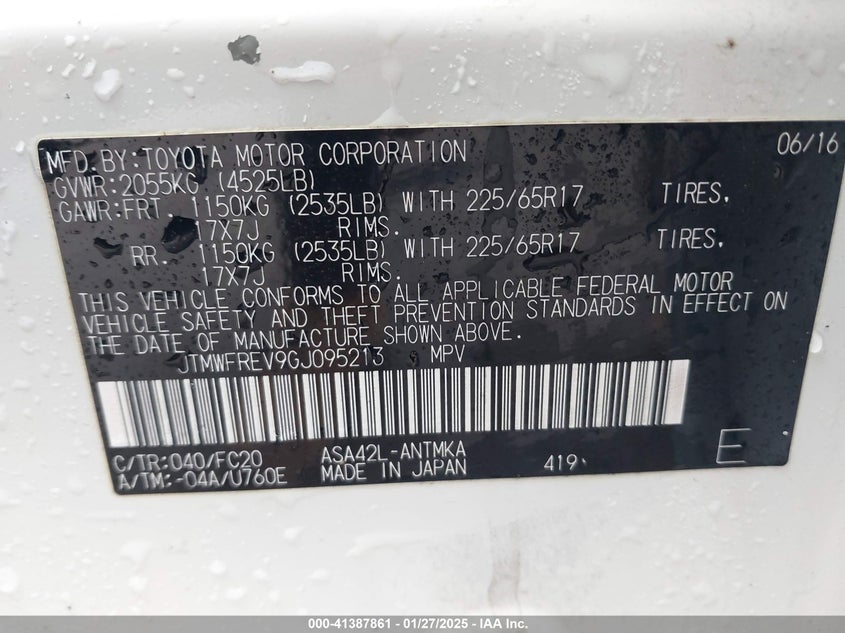 MFD.BY:TOYOTA MOTOR CORPORATION 06/16
GVWR:2055KG (4525LB)
GAWR:FRT. 1150KG (2535LB) WITH 225/65R17 TIRES,
17X7J RIMS.
RR. 1150KG (2535LB) WITH 225/65R17 TIRES,
17X7J RIMS.
THIS VEHICLE CONFORMS TO ALL APPLICABLE FEDERAL MOTOR
VEHICLE SAFETY AND THEFT PREVENTION STANDARDS IN EFFECT ON
THE DATE OF MANUFACTURE SHOWN ABOVE.
JTMWFREV9GJ095213 MPV
C/TR:040/FC20 ASA42L-ANTMKA 419 E
A/TM:-04A/U760E MADE IN JAPAN
000-41387861 - 01/27/2025 - IAA Inc.